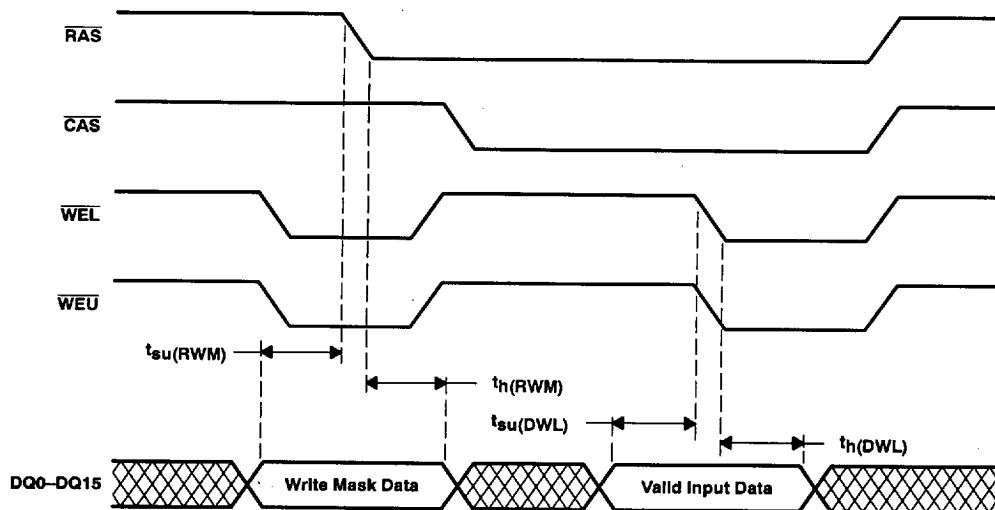 RAS
CAS
WEL
WEU
tsu(RWM)
th(RWM)
tsu(DWL)
th(DWL)
DQ0–DQ15
Write Mask Data
Valid Input Data